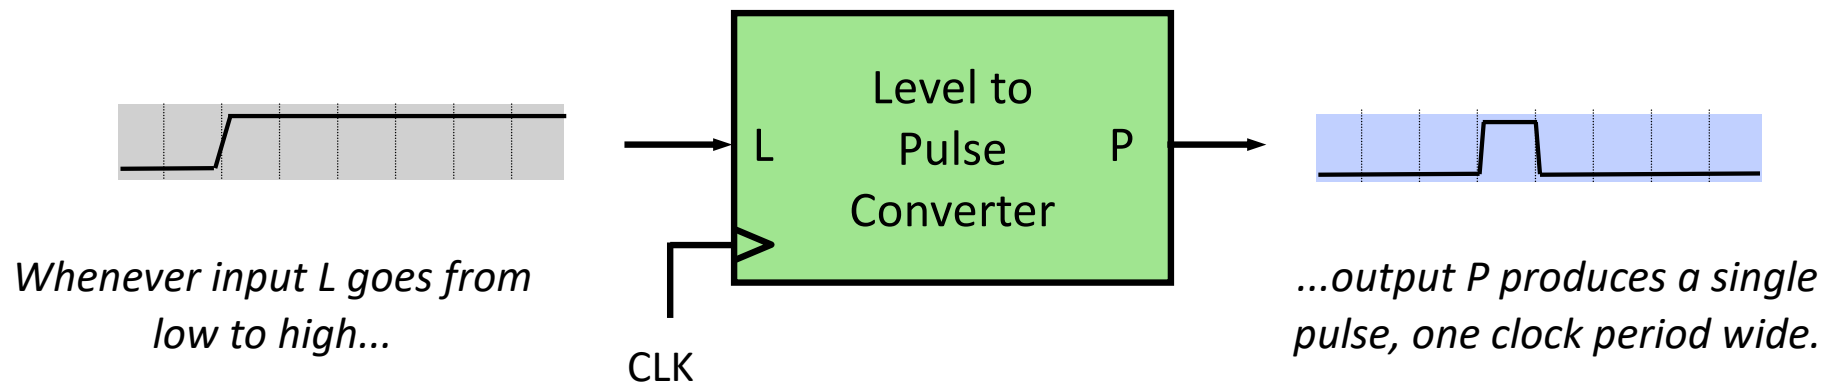 Level to
Pulse
Converter
L
P
CLK
Whenever input L goes from
low to high...
...output P produces a single
pulse, one clock period wide.